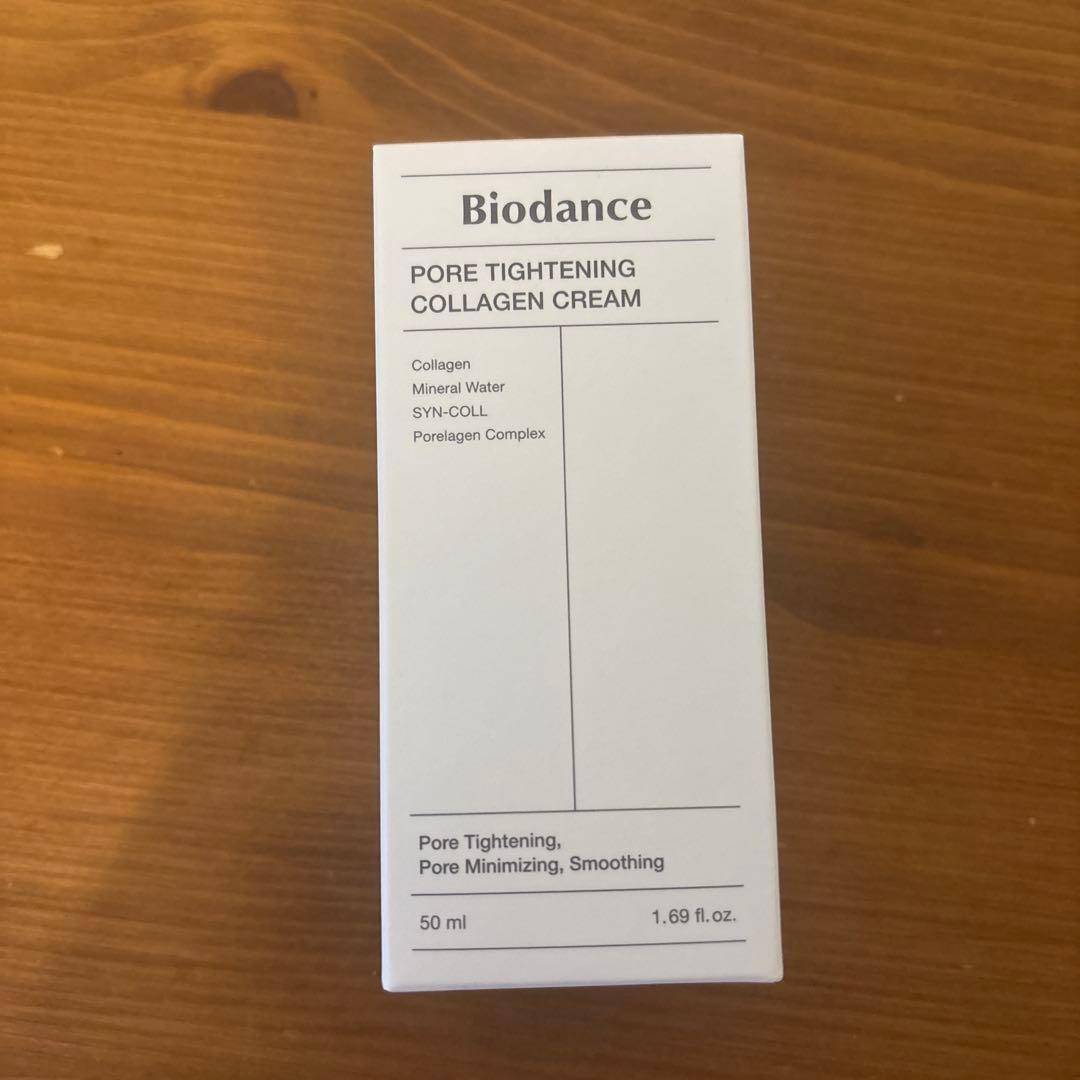 Biodance
PORE TIGHTENING
COLLAGEN CREAM
Collagen
Mineral Water
SYN-COLL
Porelagen Complex
Pore Tightening,
Pore Minimizing, Smoothing
50 ml 1.69 fl.oz.